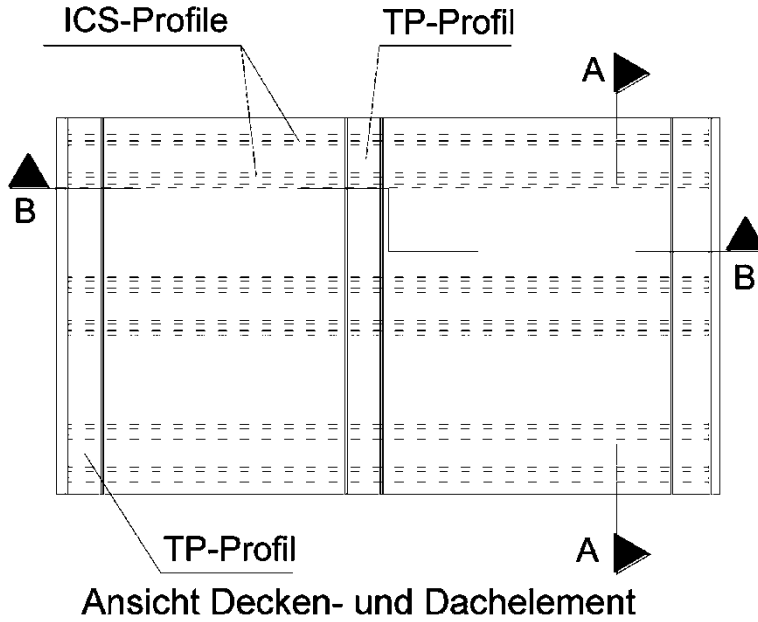 ICS-Profile
TP-Profil
A
B
B
A
TP-Profil
Ansicht Decken- und Dachelement